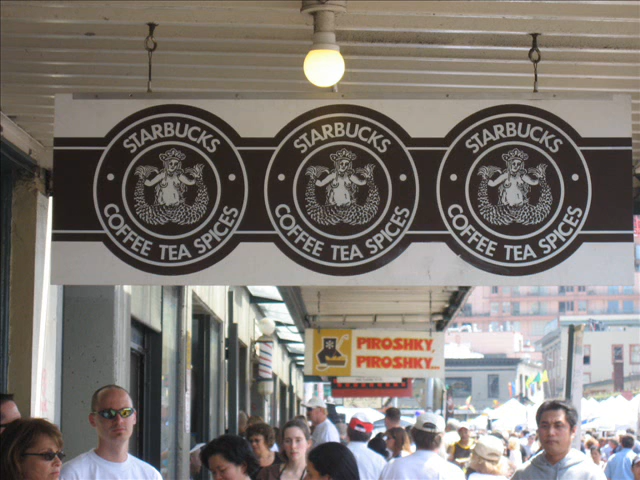 STARBUCKS
COFFEE TEA SPICES
STARBUCKS
COFFEE TEA SPICES
STARBUCKS
COFFEE TEA SPICES
PIROSHKY,
PIROSHKY...